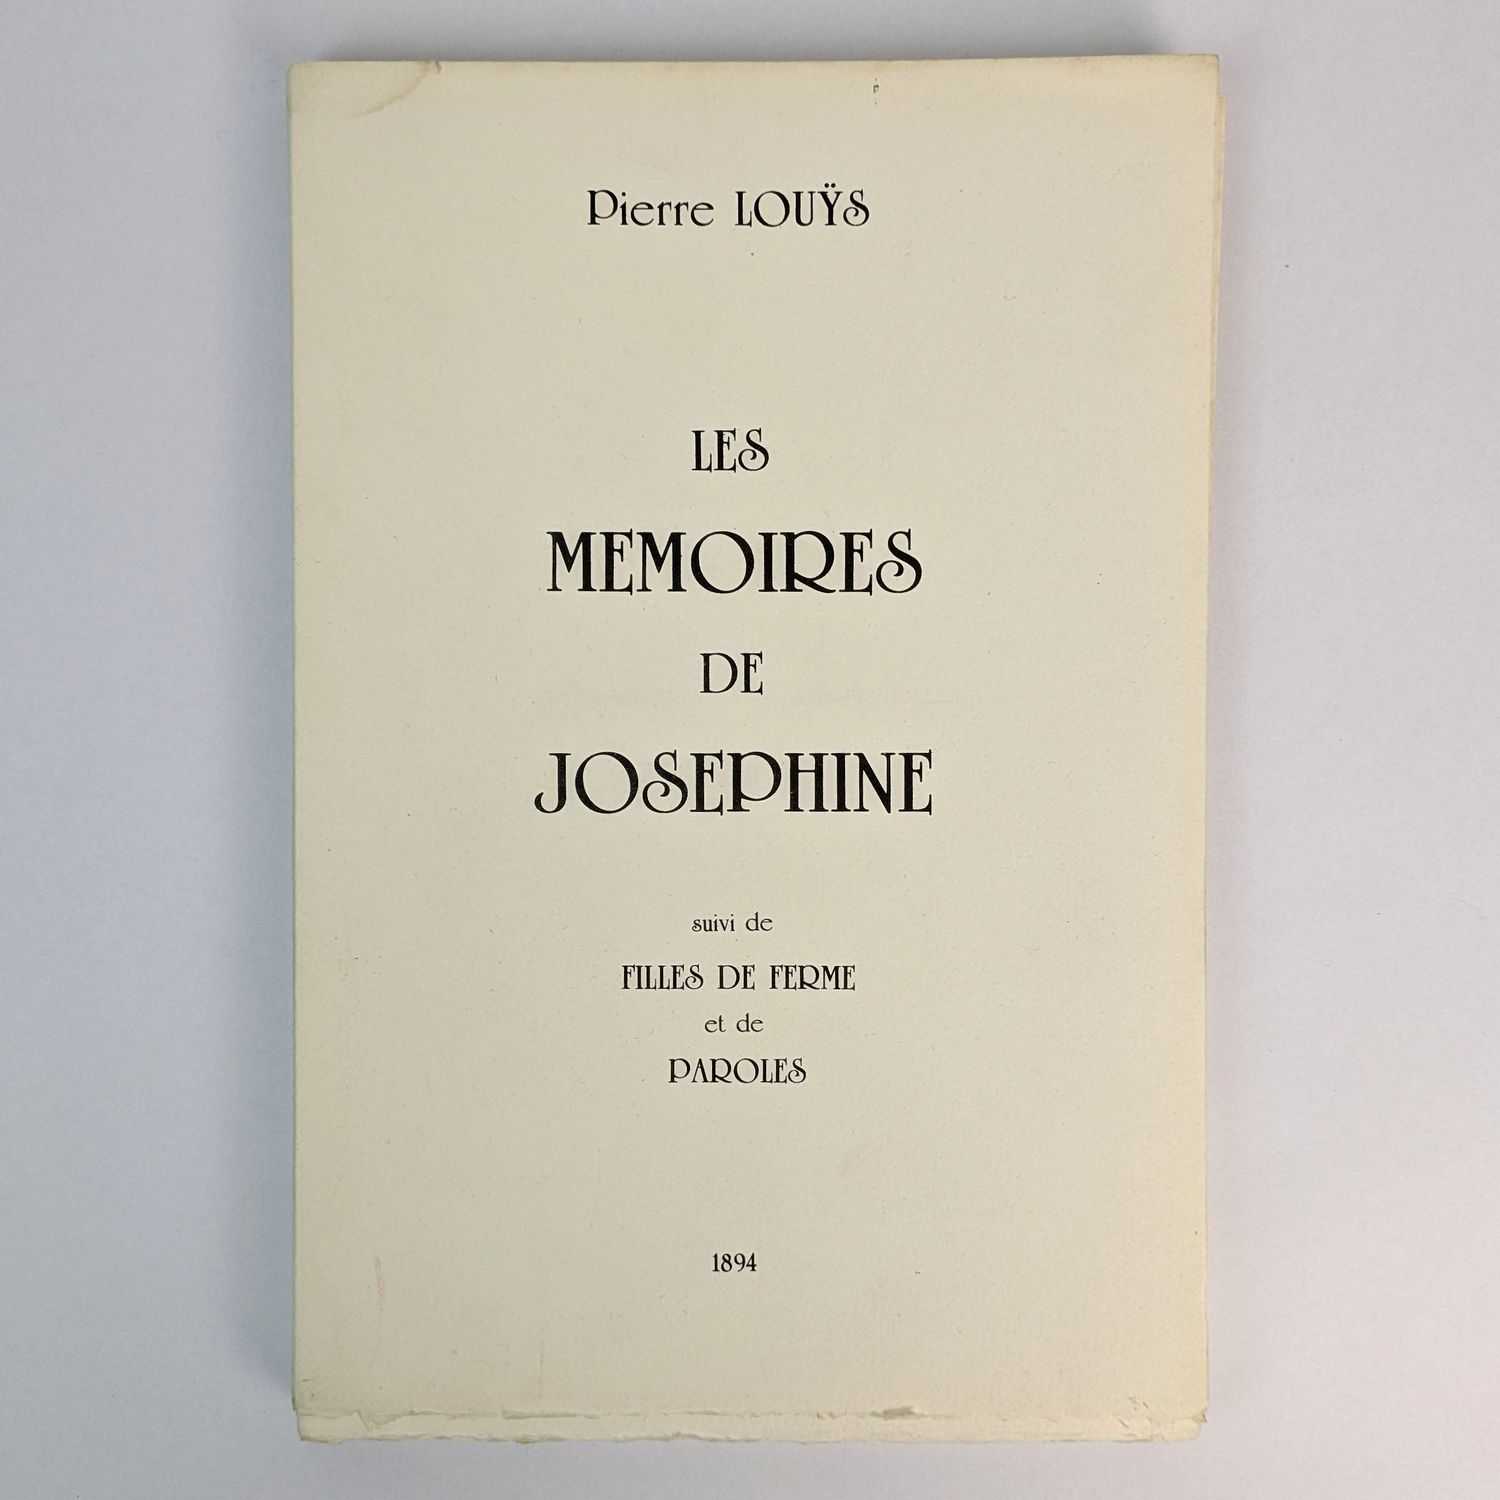 Pierre LOUŸS
LES
MEMOIRES
DE
JOSEPHINE
suivi de
FILLES DE FERME
et de
PAROLES
1894